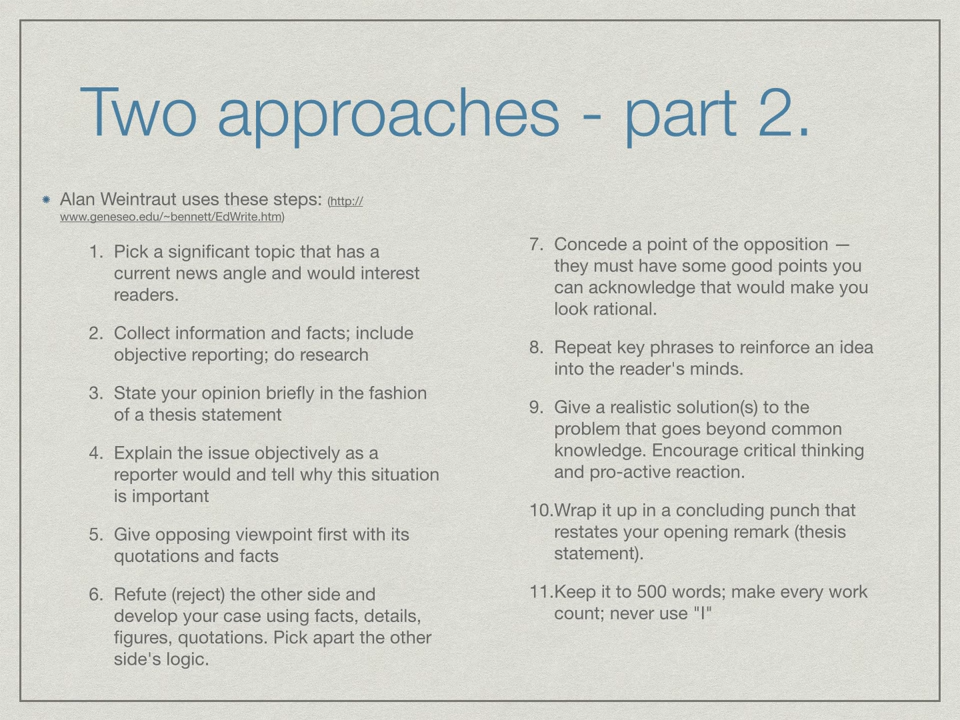 Two approaches - part 2.
Alan Weintraut uses these steps: (http://
www.geneseo.edu/~bennett/EdWrite.htm)
1. Pick a significant topic that has a
current news angle and would interest
readers.
2. Collect information and facts; include
objective reporting; do research
3. State your opinion briefly in the fashion
of a thesis statement
4. Explain the issue objectively as a
reporter would and tell why this situation
is important
5. Give opposing viewpoint first with its
quotations and facts
6. Refute (reject) the other side and
develop your case using facts, details,
figures, quotations. Pick apart the other
side's logic.
7. Concede a point of the opposition —
they must have some good points you
can acknowledge that would make you
look rational.
8. Repeat key phrases to reinforce an idea
into the reader's minds.
9. Give a realistic solution(s) to the
problem that goes beyond common
knowledge. Encourage critical thinking
and pro-active reaction.
10.Wrap it up in a concluding punch that
restates your opening remark (thesis
statement).
11.Keep it to 500 words; make every work
count; never use "I"